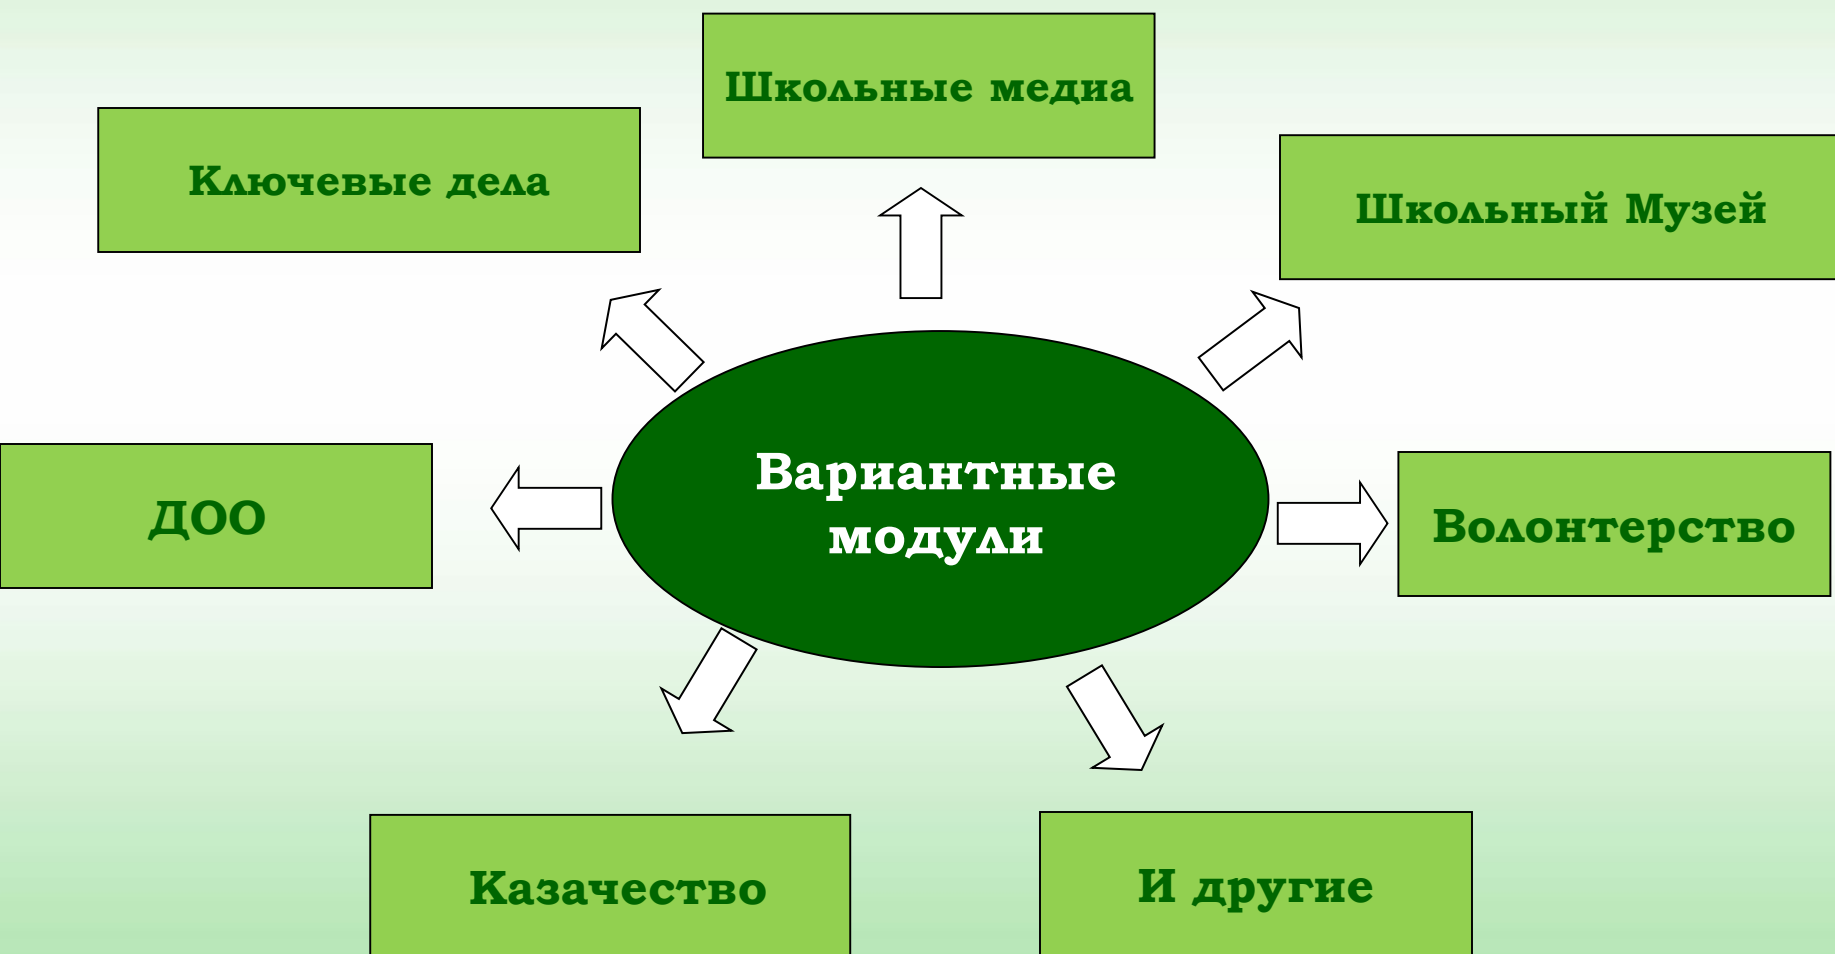 Школьные медиа
Ключевые дела
Школьный Музей
Вариантные
модули
ДОО
Волонтерство
Казачество
И другие